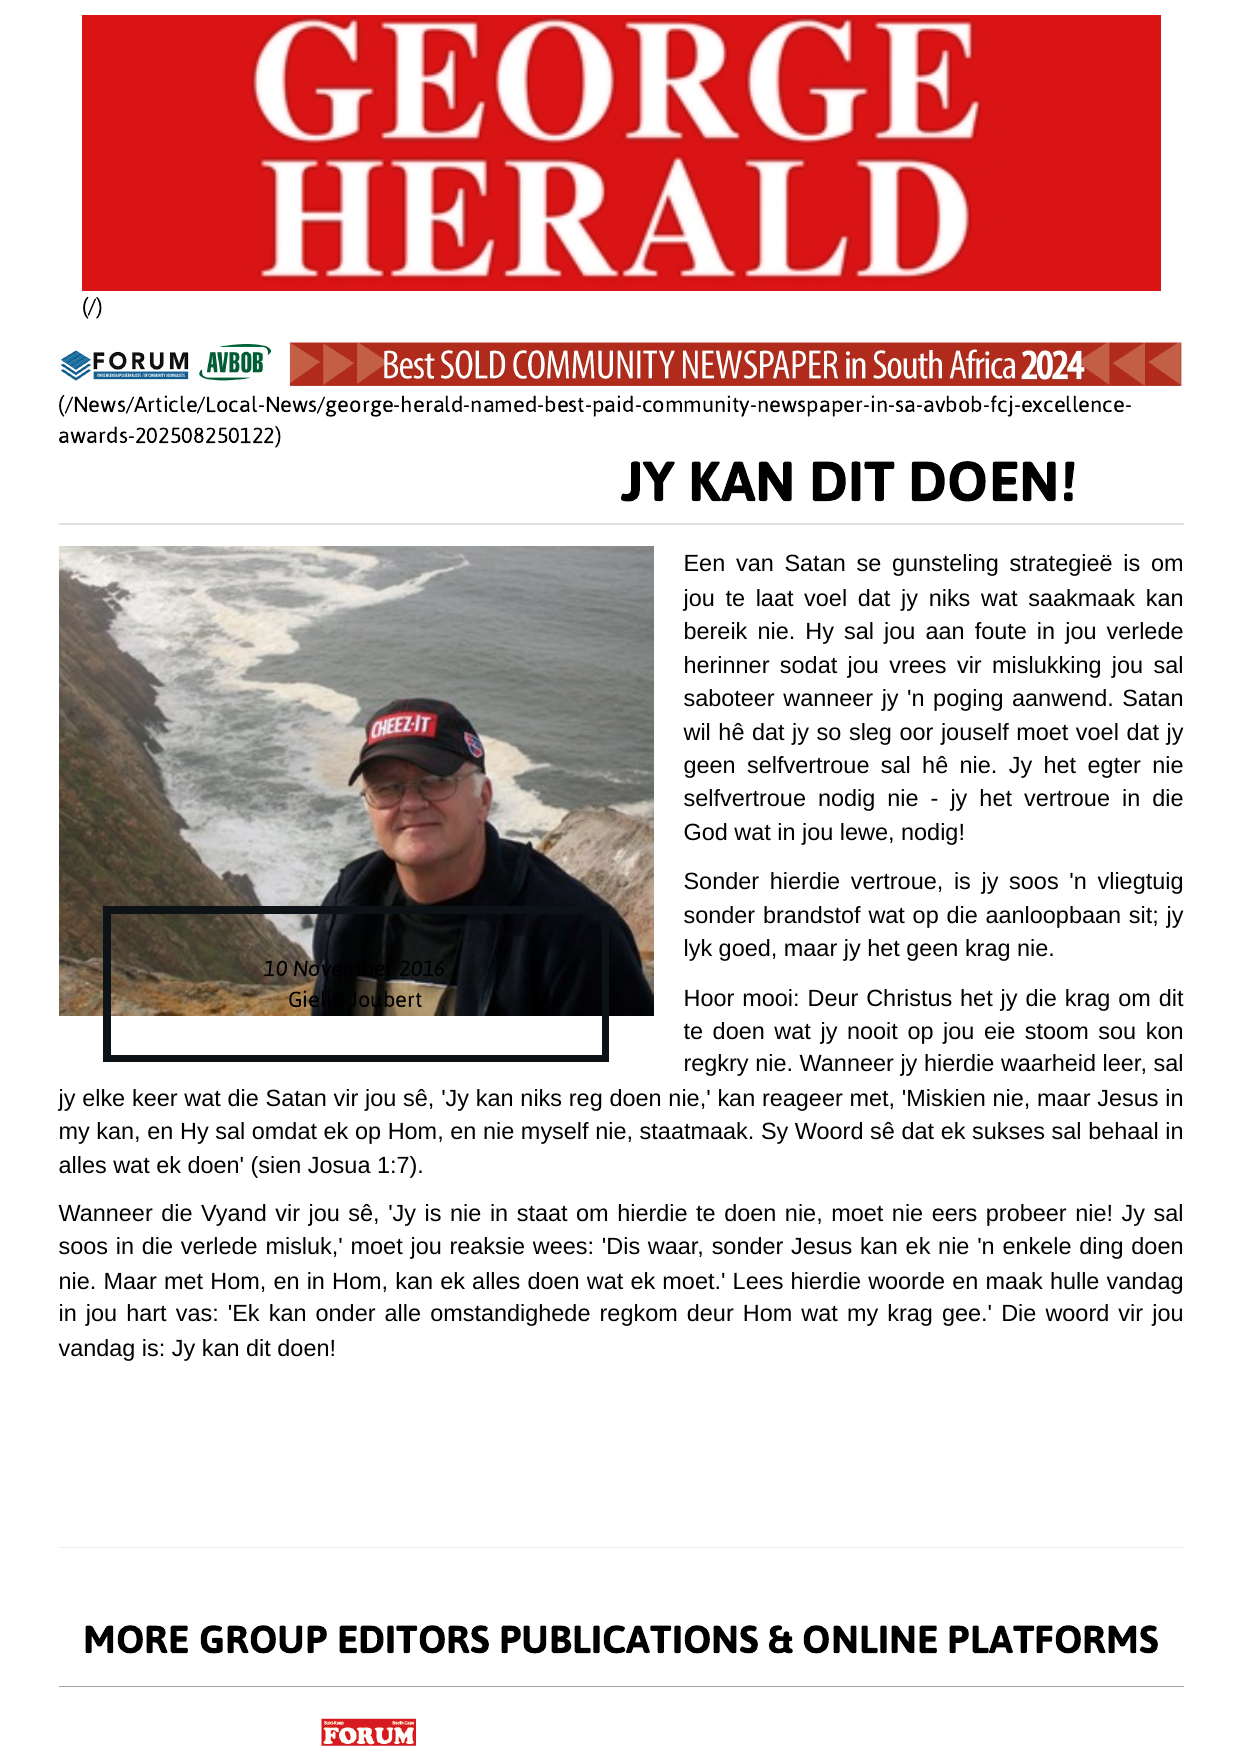 GEORGE
HERALD
(/)
FORUM AVBOB Best SOLD COMMUNITY NEWSPAPER in South Africa 2024
(/News/Article/Local-News/george-herald-named-best-paid-community-newspaper-in-sa-avbob-fcj-excellence-
awards-202508250122)
JY KAN DIT DOEN!
CHEEZ-IT
10 November 2016
Gielie Joubert
Een van Satan se gunsteling strategieë is om
jou te laat voel dat jy niks wat saakmaak kan
bereik nie. Hy sal jou aan foute in jou verlede
herinner sodat jou vrees vir mislukking jou sal
saboteer wanneer jy 'n poging aanwend. Satan
wil hê dat jy so sleg oor jouself moet voel dat jy
geen selfvertroue sal hê nie. Jy het egter nie
selfvertroue nodig nie - jy het vertroue in die
God wat in jou lewe, nodig!
Sonder hierdie vertroue, is jy soos 'n vliegtuig
sonder brandstof wat op die aanloopbaan sit; jy
lyk goed, maar jy het geen krag nie.
Hoor mooi: Deur Christus het jy die krag om dit
te doen wat jy nooit op jou eie stoom sou kon
regkry nie. Wanneer jy hierdie waarheid leer, sal
jy elke keer wat die Satan vir jou sê, 'Jy kan niks reg doen nie,' kan reageer met, 'Miskien nie, maar Jesus in
my kan, en Hy sal omdat ek op Hom, en nie myself nie, staatmaak. Sy Woord sê dat ek sukses sal behaal in
alles wat ek doen' (sien Josua 1:7).
Wanneer die Vyand vir jou sê, 'Jy is nie in staat om hierdie te doen nie, moet nie eers probeer nie! Jy sal
soos in die verlede misluk,' moet jou reaksie wees: 'Dis waar, sonder Jesus kan ek nie 'n enkele ding doen
nie. Maar met Hom, en in Hom, kan ek alles doen wat ek moet.' Lees hierdie woorde en maak hulle vandag
in jou hart vas: 'Ek kan onder alle omstandighede regkom deur Hom wat my krag gee.' Die woord vir jou
vandag is: Jy kan dit doen!
MORE GROUP EDITORS PUBLICATIONS & ONLINE PLATFORMS
FORUM